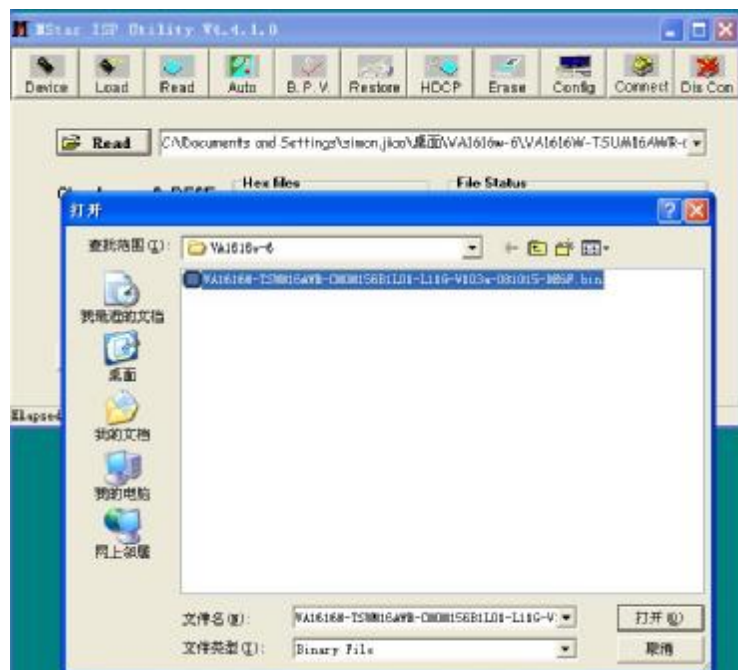 MStar ISP Utility V4.4.1.0
Device Load Read Auto B.P.V. Restore HDCP Erase Config Connect Dis Con
Read C:\Documents and Settings\simon.jiao\桌面\VA1616w-6\VA1616W-TSUM16AWR-
Hex files File Status
打开
查找范围(I): VA1616w-6
我最近的文档
桌面
我的文档
我的电脑
网上邻居
Elapsed
文件名(N): 打开(O)
文件类型(T): Binary File 取消